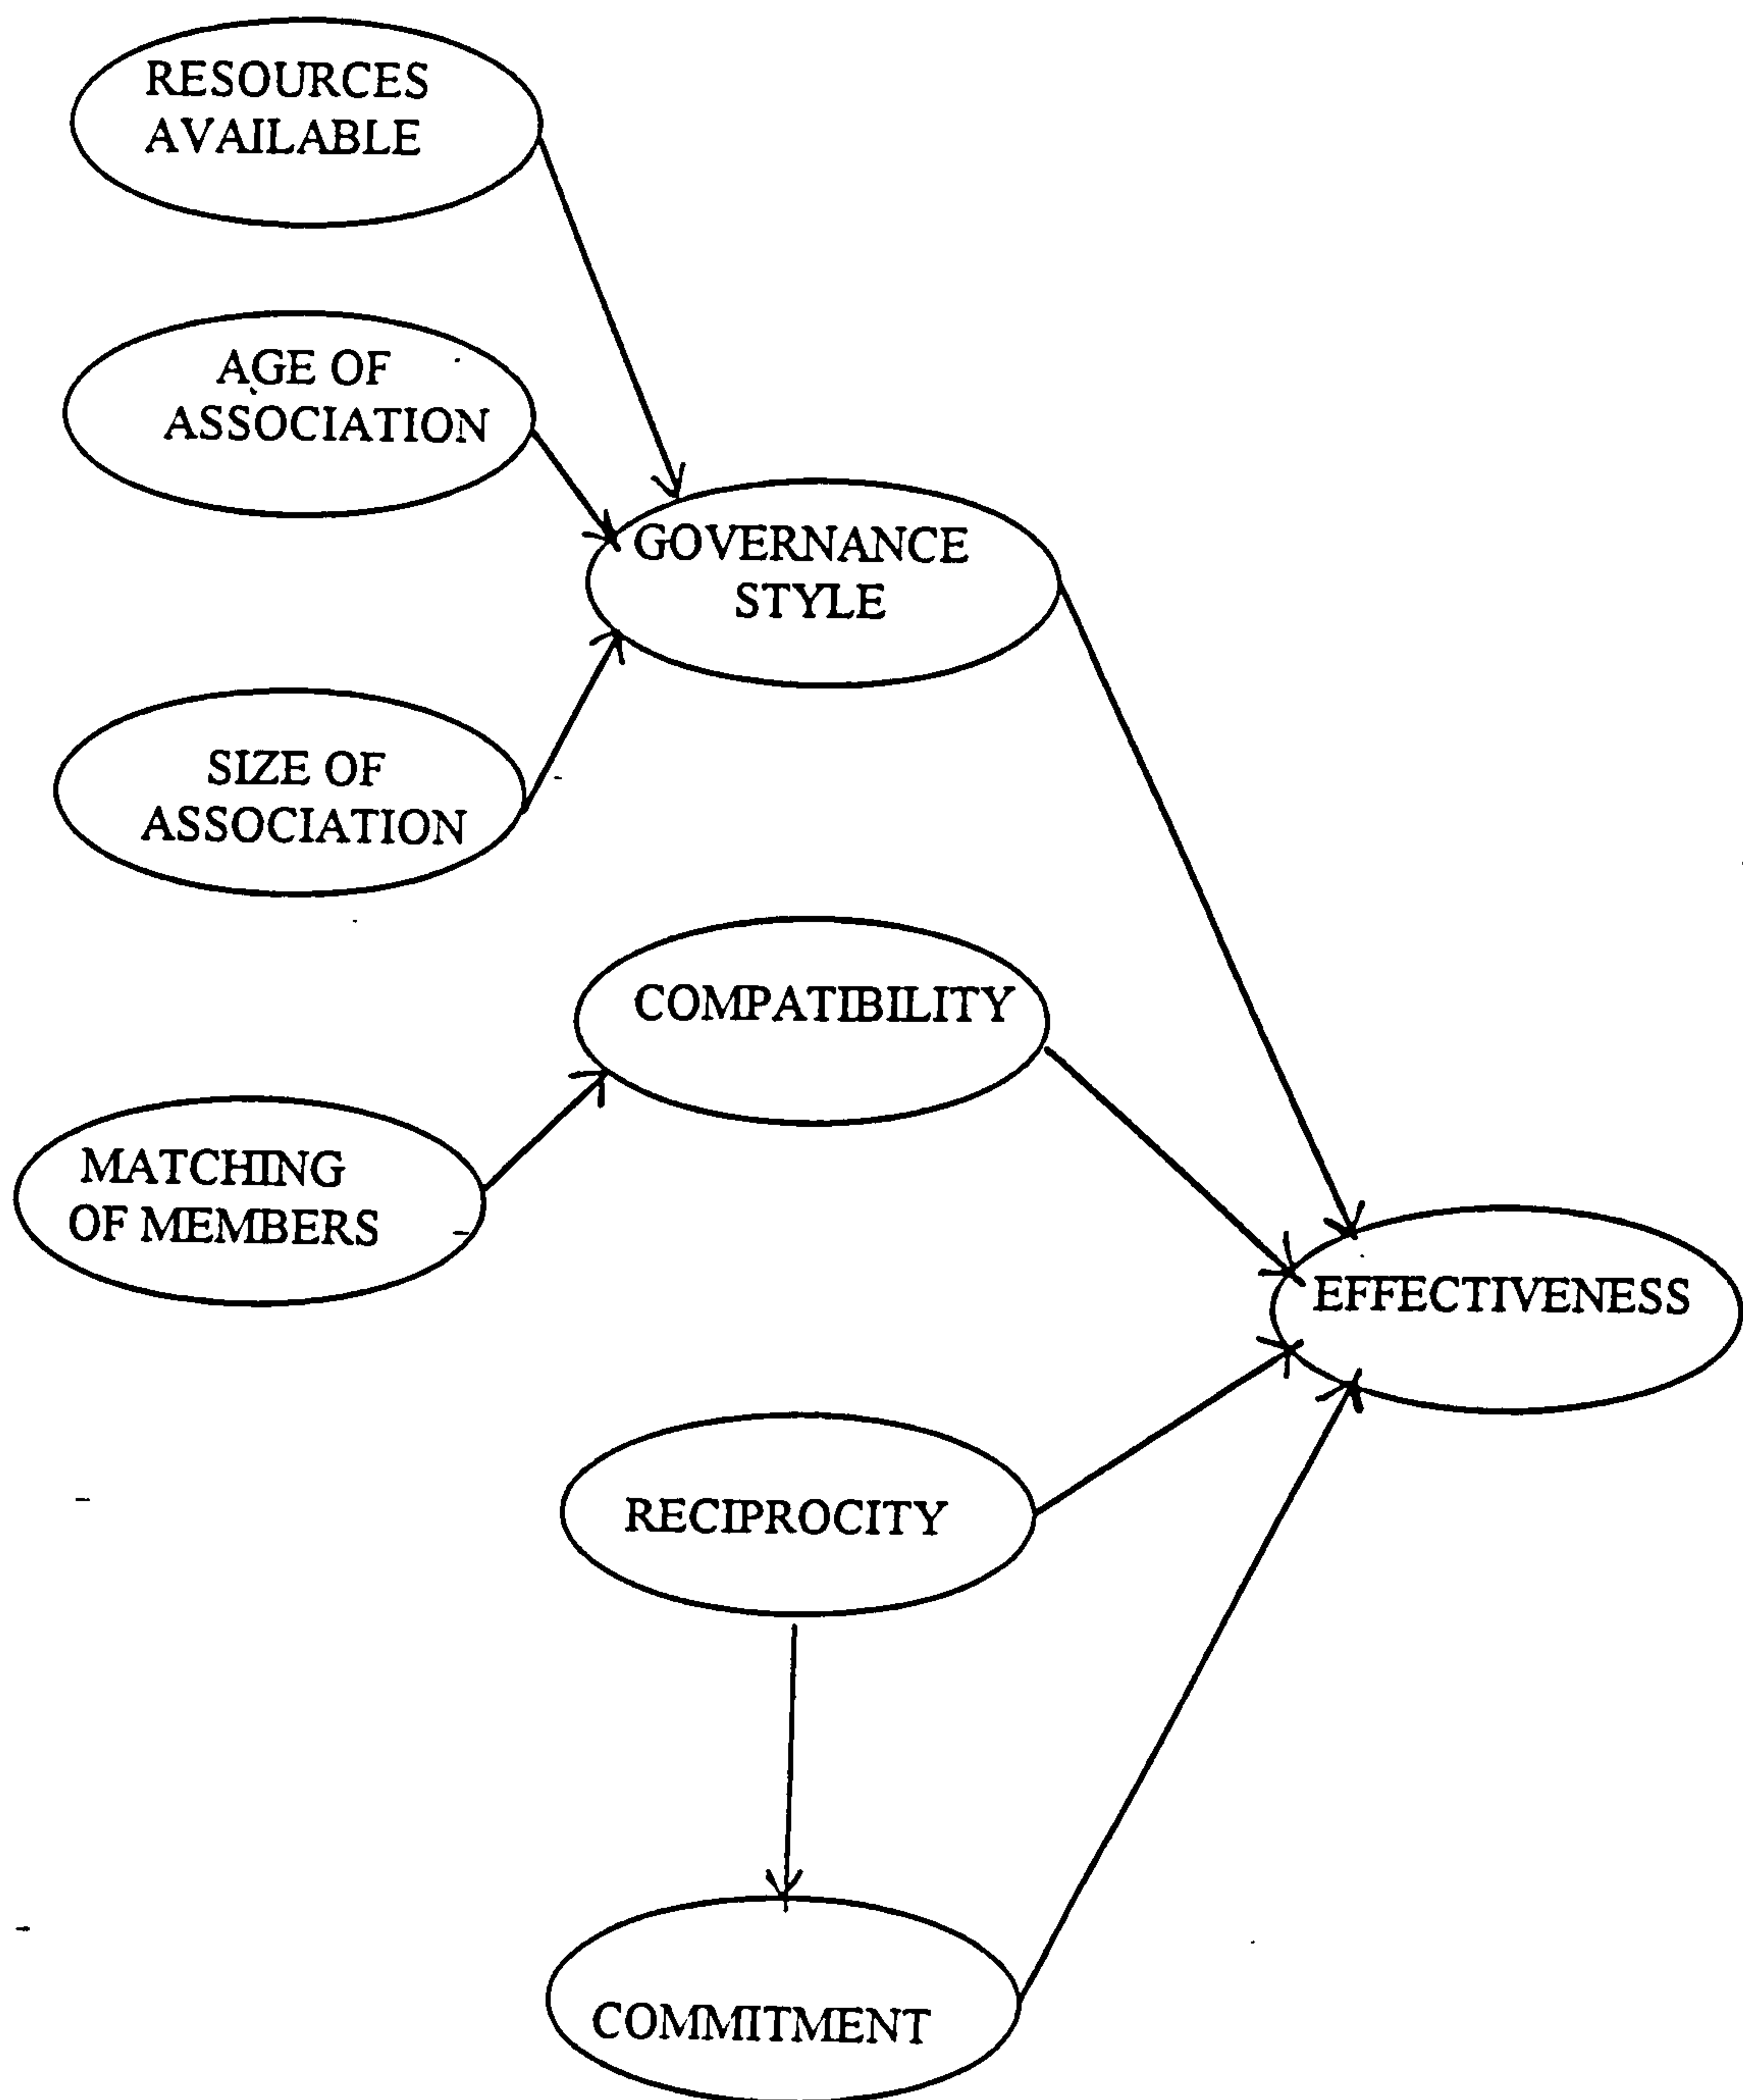 RESOURCES
AVAILABLE
AGE OF
ASSOCIATION
GOVERNANCE
STYLE
SIZE OF
ASSOCIATION
COMPATIBILITY
MATCHING
OF MEMBERS
EFFECTIVENESS
RECIPROCITY
COMMITMENT